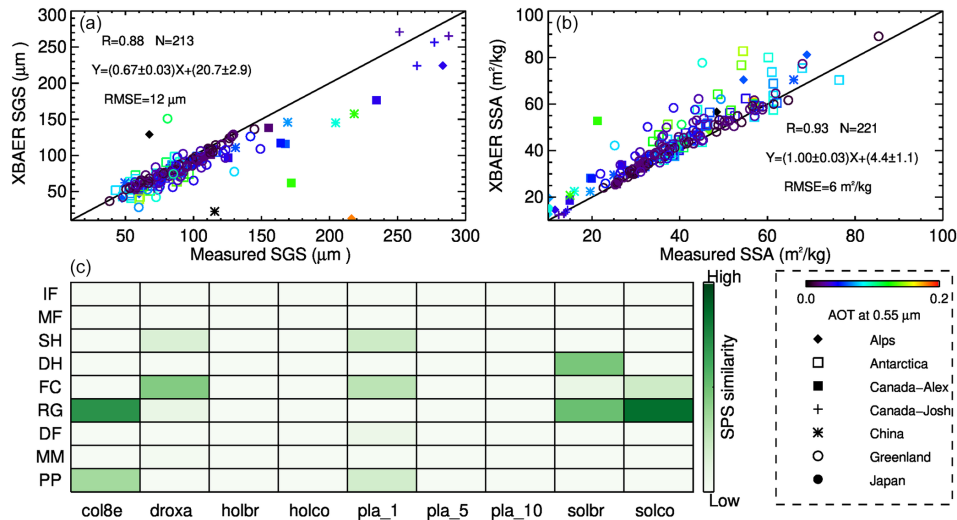 (a)
R=0.88 N=213
Y=(0.67±0.03)X+(20.7±2.9)
RMSE=12 μm
XBAER SGS (μm )
300
250
200
150
100
50
50 100 150 200 250 300
Measured SGS (μm )
(b)
XBAER SSA (m²/kg)
100
80
60
40
20
R=0.93 N=221
Y=(1.00±0.03)X+(4.4±1.1)
RMSE=6 m²/kg
20 40 60 80 100
Measured SSA (m²/kg)
(c)
IF
MF
SH
DH
FC
RG
DF
MM
PP
col8e droxa holbr holco pla_1 pla_5 pla_10 solbr solco
High
SPS similarity
Low
0.0 0.2
AOT at 0.55 μm
Alps
Antarctica
Canada-Alex
Canada-Josh
China
Greenland
Japan